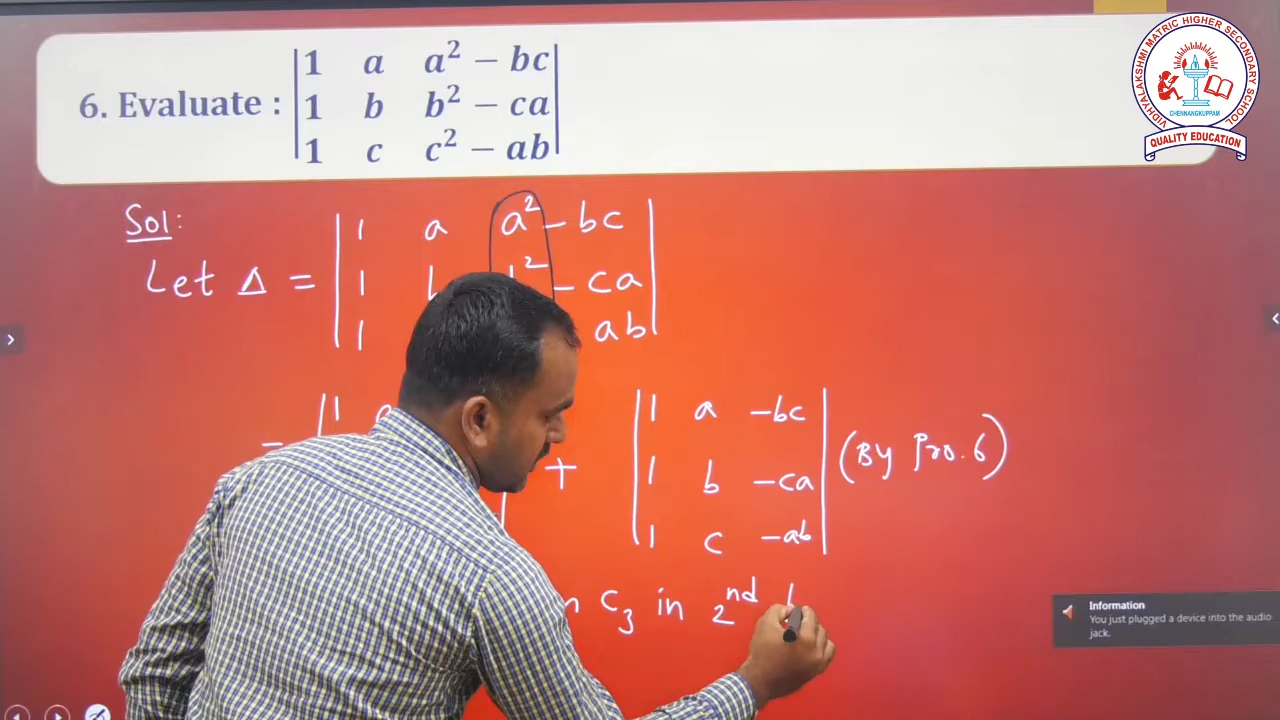 6. Evaluate : |1 a a² − bc|
|1 b b² − ca|
|1 c c² − ab|
VIDHYALAKSHMI MATRIC HIGHER SECONDARY SCHOOL
CHENNANGKUPPAM
QUALITY EDUCATION
Sol:
Let Δ = |1 a a² − bc|
|1 − ca|
|1 ab|
= |1 + |1 a −bc| (By Pro. 6)
|1 b −ca|
|1 c −ab|
C₃ in 2ⁿᵈ
Information
You just plugged a device into the audio
jack.